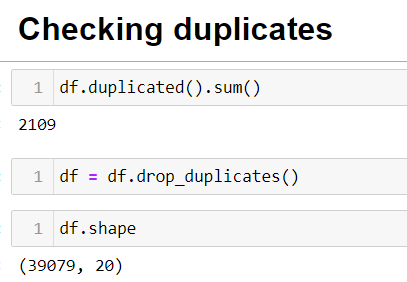 Checking duplicates
1 df.duplicated().sum()
2109
1 df = df.drop_duplicates()
1 df.shape
(39079, 20)